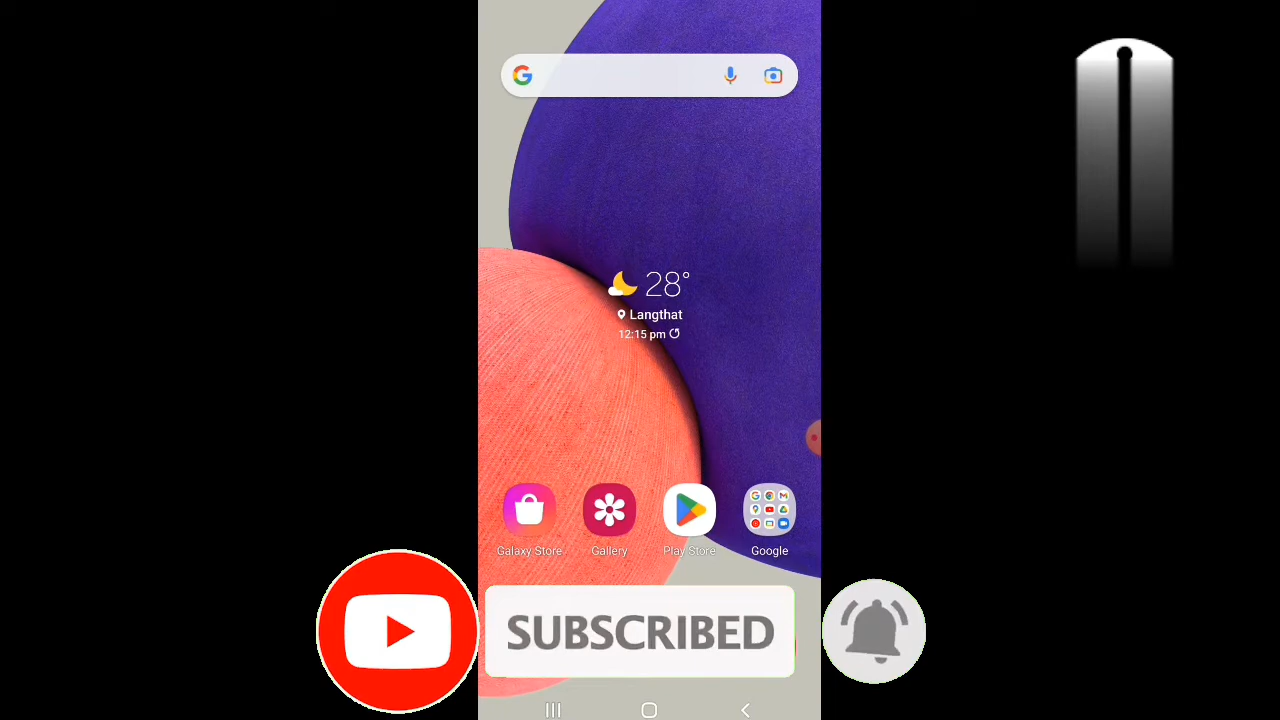 28°
Langthat
12:15 pm
Galaxy Store
Gallery
Play Store
Google
SUBSCRIBED